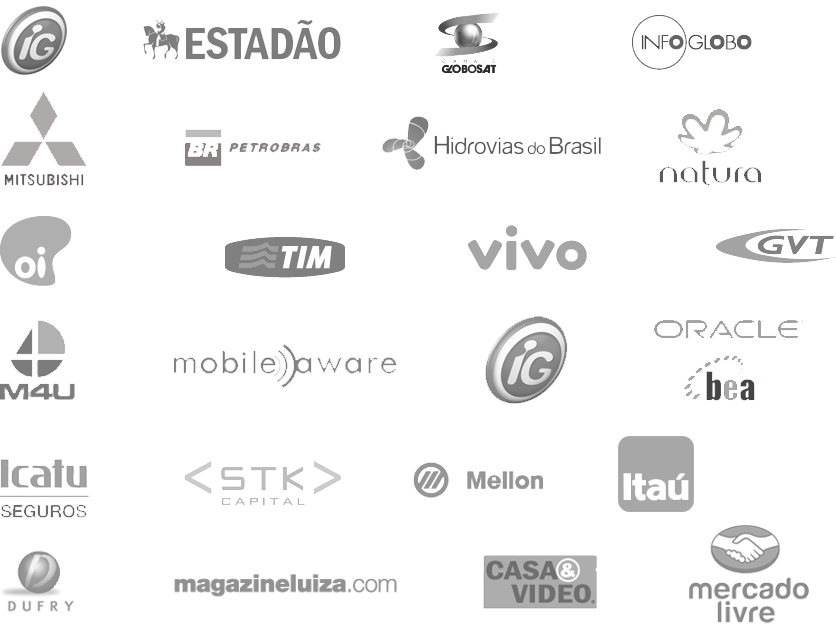 iG
ESTADÃO
CANAIS
GLOBOSAT
INFOGLOBO
MITSUBISHI
BR PETROBRAS
Hidrovias do Brasil
natura
oi
TIM
vivo
GVT
M4U
mobile aware
iG
ORACLE
bea
Icatu
SEGUROS
<STK>
CAPITAL
Mellon
Itaú
DUFRY
magazineluiza.com
CASA&
VIDEO.
mercado
livre